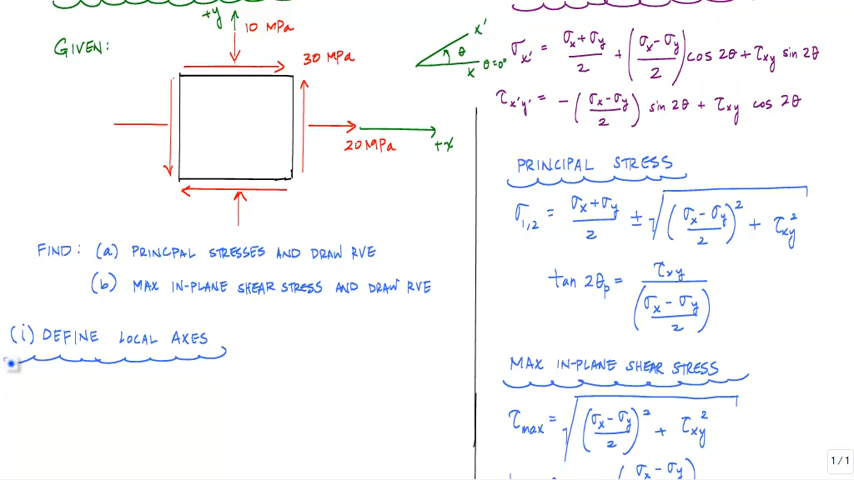 +y
10 MPa
GIVEN:
30 MPa
20 MPa
+x
x'
θ
x θ=0°
σx' = σx+σy/2 + (σx-σy/2) cos 2θ + τxy sin 2θ
τx'y' = -(σx-σy/2) sin 2θ + τxy cos 2θ
FIND: (a) PRINCPAL STRESSES AND DRAW RVE
(b) MAX IN-PLANE SHEAR STRESS AND DRAW RVE
(i) DEFINE LOCAL AXES
PRINCIPAL STRESS
σ1,2 = σx+σy/2 ± √((σx-σy/2)² + τxy²)
tan 2θp = τxy/(σx-σy/2)
MAX IN-PLANE SHEAR STRESS
τmax = √((σx-σy/2)² + τxy²)
(σx-σy
1/1